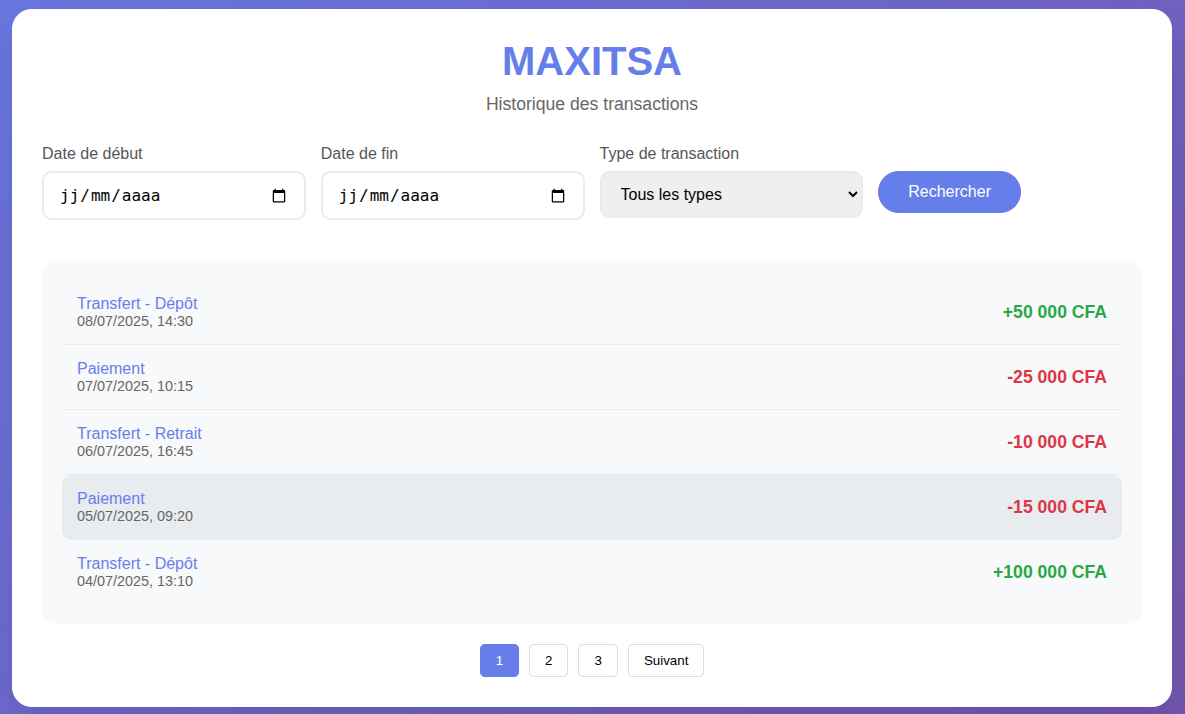 MAXITSA
Historique des transactions
Date de début
Date de fin
Type de transaction
jj/mm/aaaa
jj/mm/aaaa
Tous les types
Rechercher
Transfert - Dépôt
08/07/2025, 14:30
+50 000 CFA
Paiement
07/07/2025, 10:15
-25 000 CFA
Transfert - Retrait
06/07/2025, 16:45
-10 000 CFA
Paiement
05/07/2025, 09:20
-15 000 CFA
Transfert - Dépôt
04/07/2025, 13:10
+100 000 CFA
1
2
3
Suivant